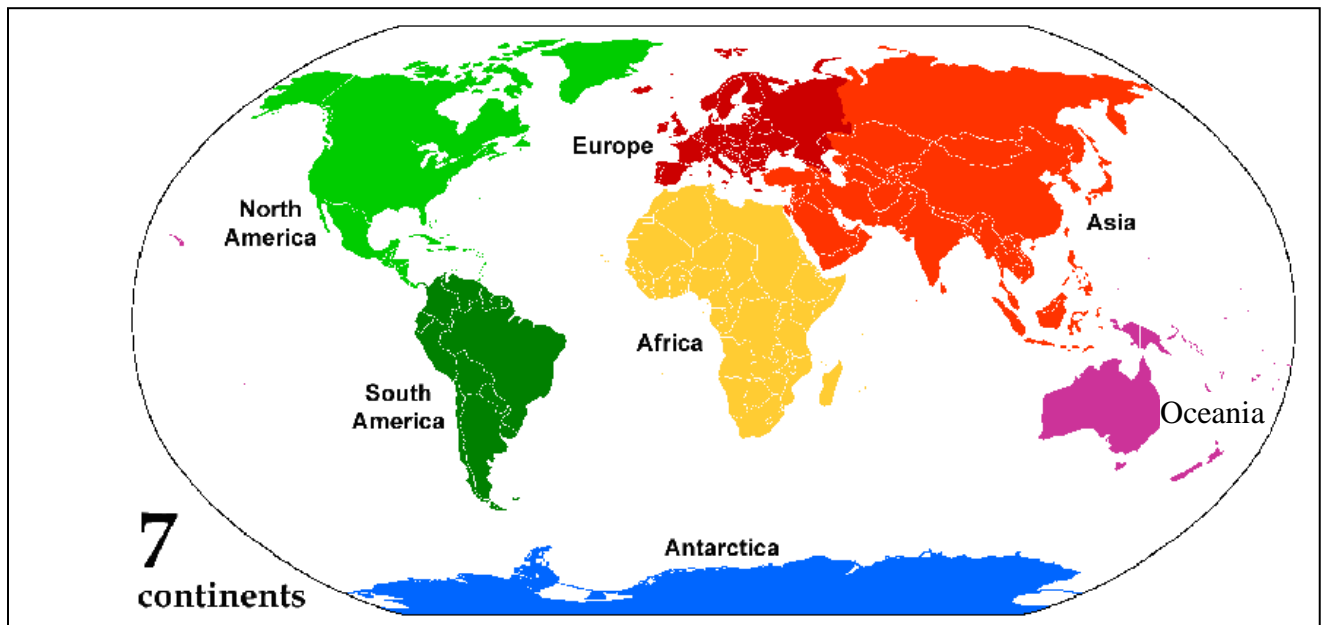 Europe
North
America
Asia
Africa
South
America
Oceania
7
continents
Antarctica